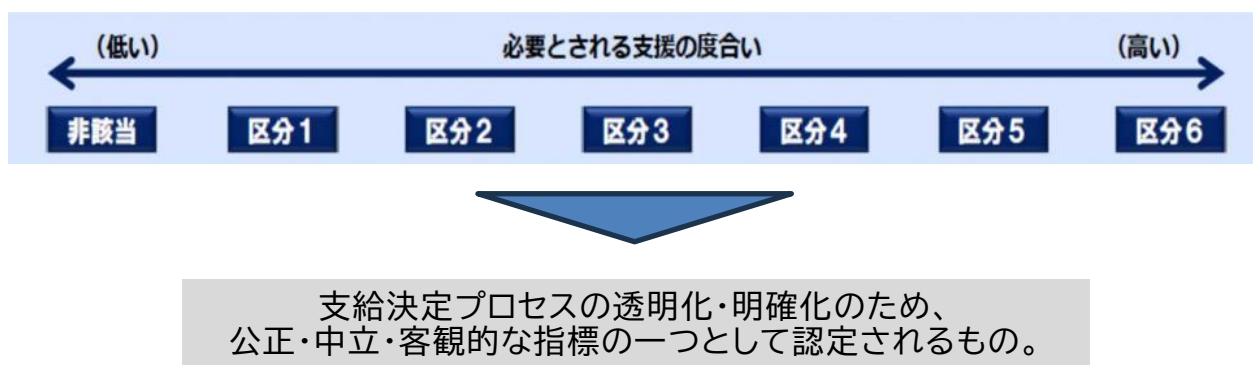 (低い) 必要とされる支援の度合い (高い)
非該当 区分1 区分2 区分3 区分4 区分5 区分6
支給決定プロセスの透明化・明確化のため、
公正・中立・客観的な指標の一つとして認定されるもの。